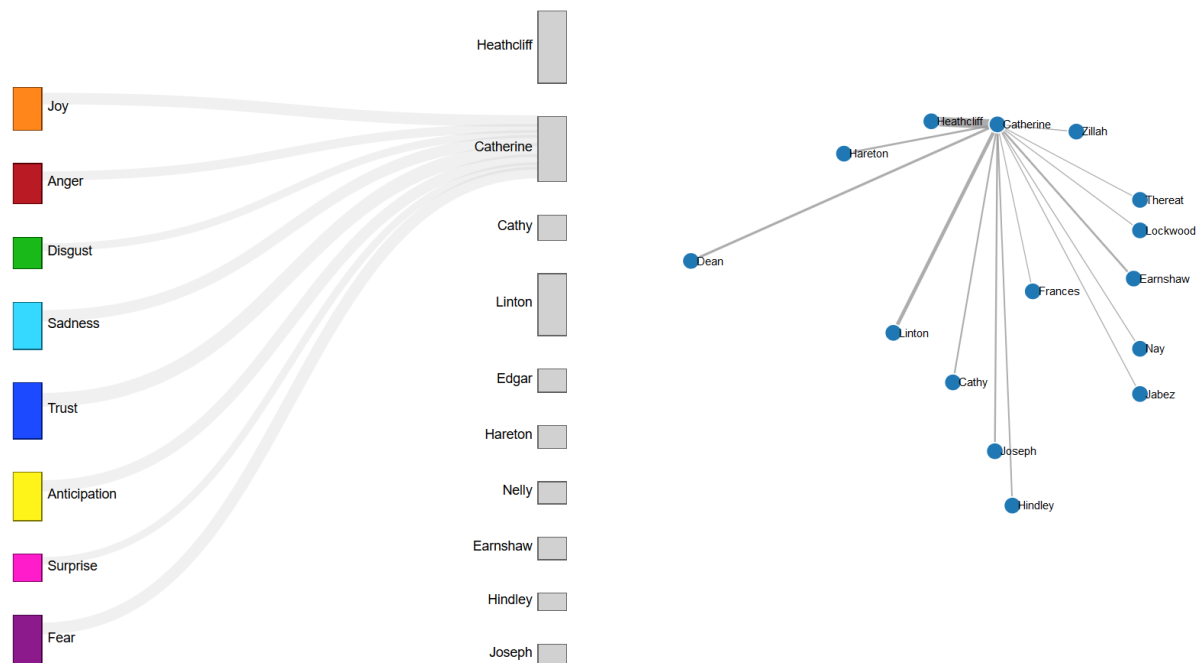 Joy
Anger
Disgust
Sadness
Trust
Anticipation
Surprise
Fear
Heathcliff
Catherine
Cathy
Linton
Edgar
Hareton
Nelly
Earnshaw
Hindley
Joseph
Heathcliff
Catherine
Zillah
Hareton
Thereat
Lockwood
Dean
Earnshaw
Frances
Linton
Nay
Cathy
Jabez
Joseph
Hindley